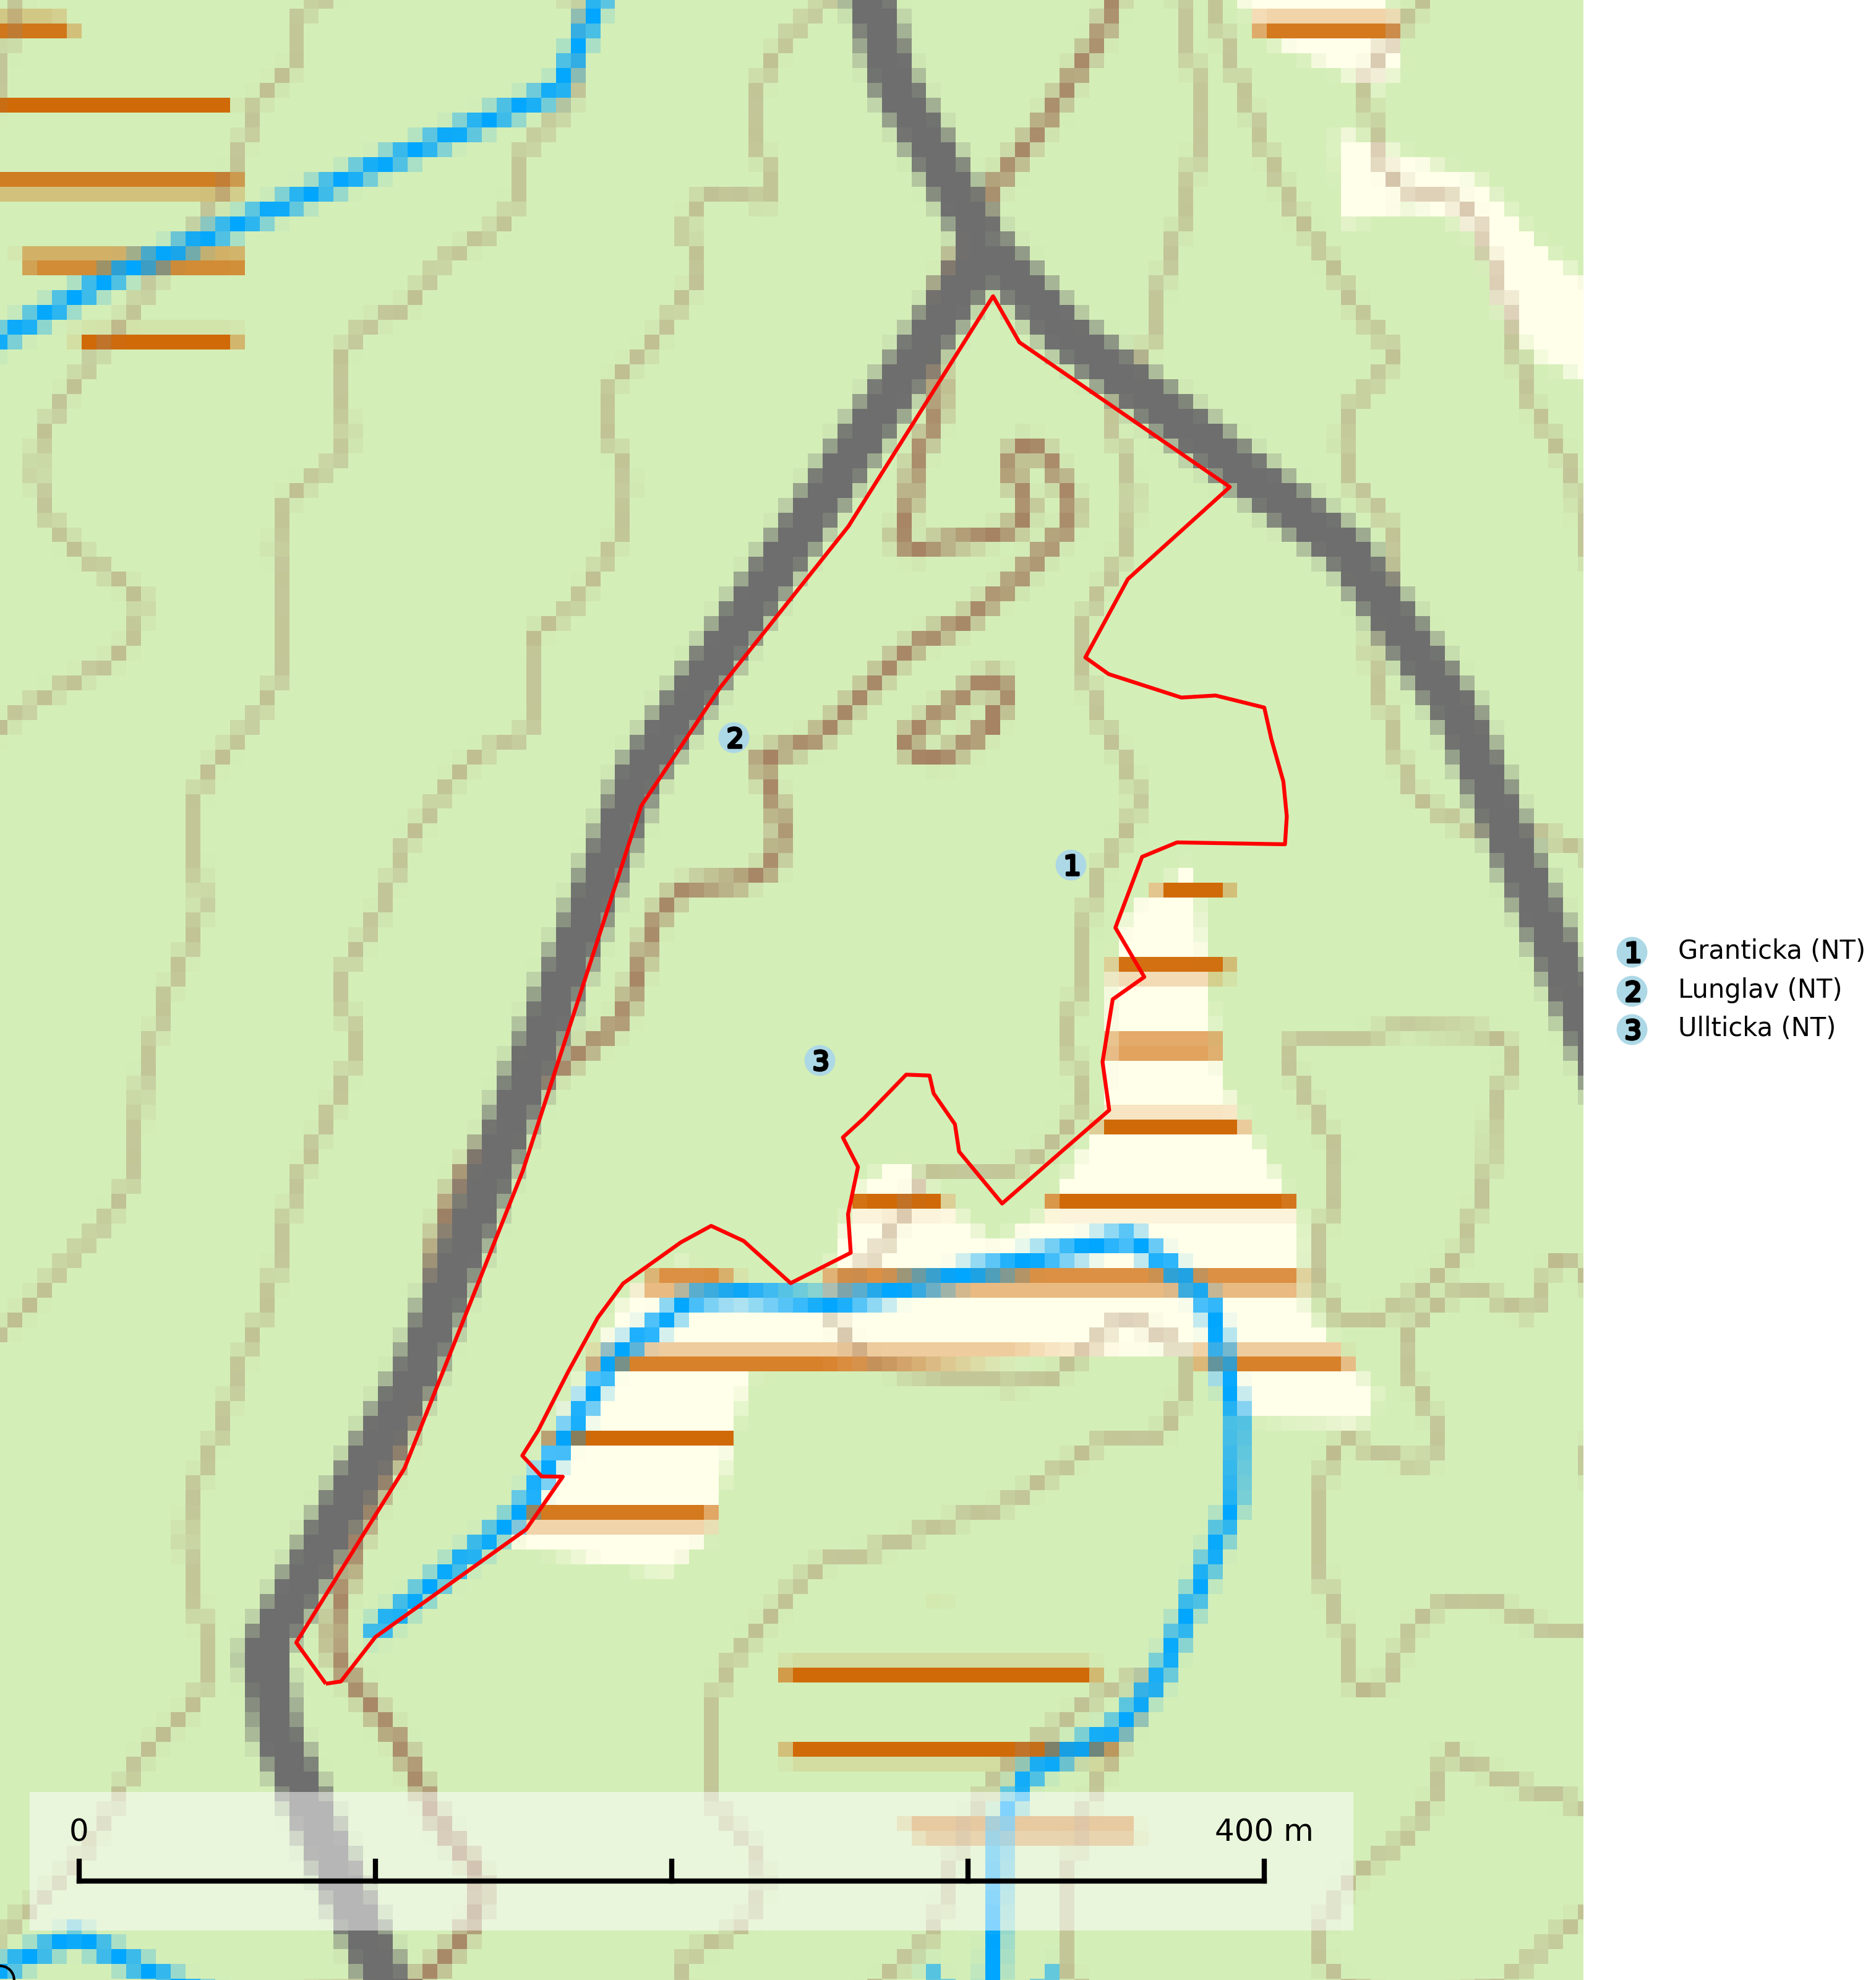 2
1
3
1 Granticka (NT)
2 Lunglav (NT)
3 Ullticka (NT)
0 400 m